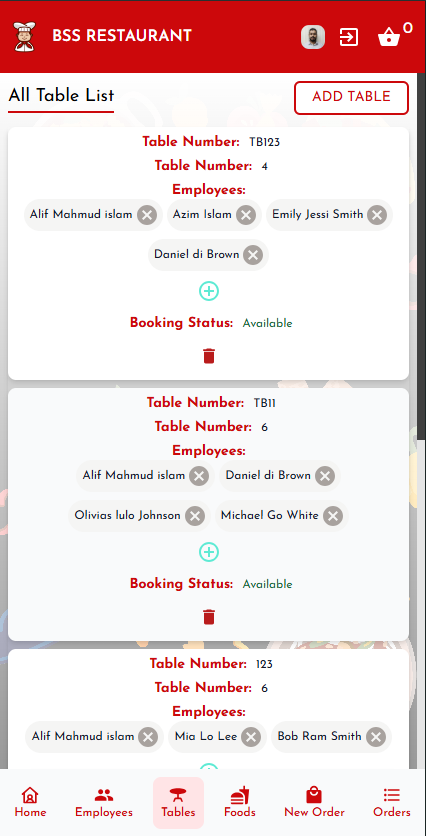 BSS RESTAURANT
0
All Table List
ADD TABLE
Table Number: TB123
Table Number: 4
Employees:
Alif Mahmud islam Azim Islam Emily Jessi Smith
Daniel di Brown
Booking Status: Available
Table Number: TB11
Table Number: 6
Employees:
Alif Mahmud islam Daniel di Brown
Olivias lulo Johnson Michael Go White
Booking Status: Available
Table Number: 123
Table Number: 6
Employees:
Alif Mahmud islam Mia Lo Lee Bob Ram Smith
Home Employees Tables Foods New Order Orders